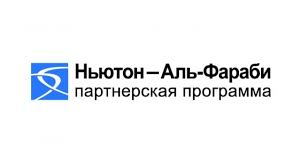 Ньютон – Аль-Фараби
партнерская программа